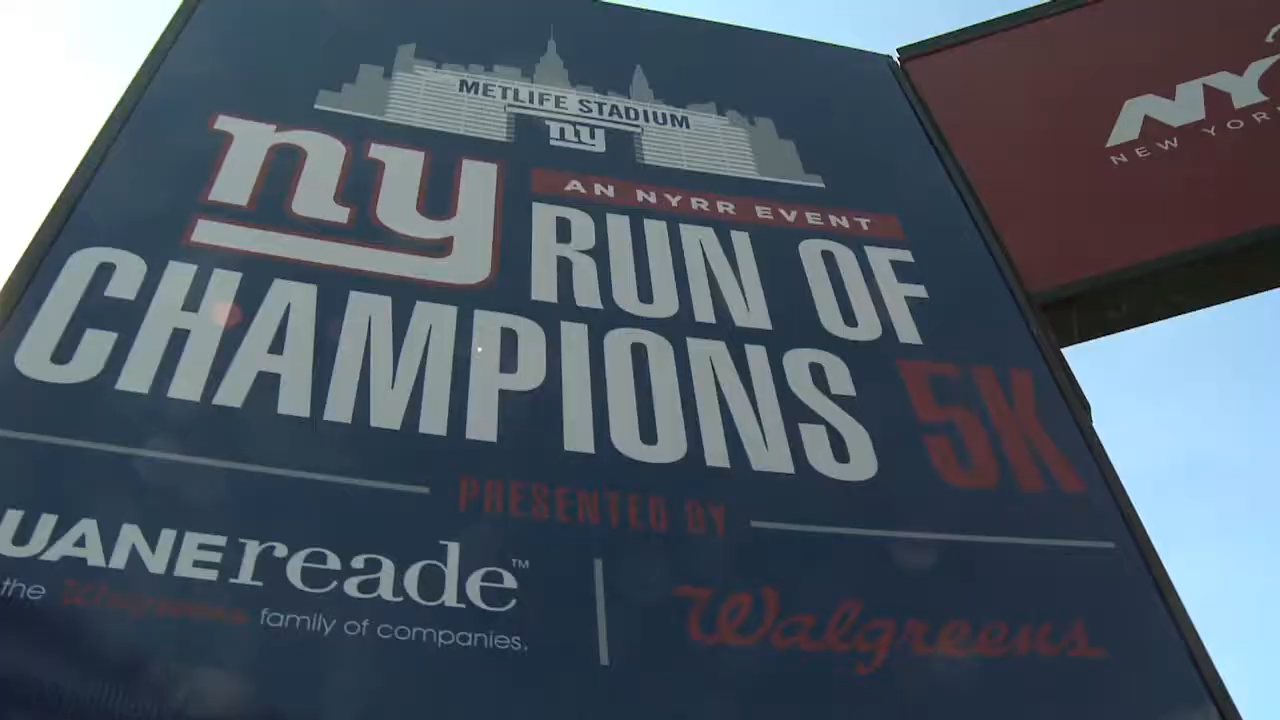 METLIFE STADIUM
ny
ny
AN NYRR EVENT
RUN OF
CHAMPIONS 5K
PRESENTED BY
UANEreade™
the Walgreens family of companies.
Walgreens
NY
NEW YOR